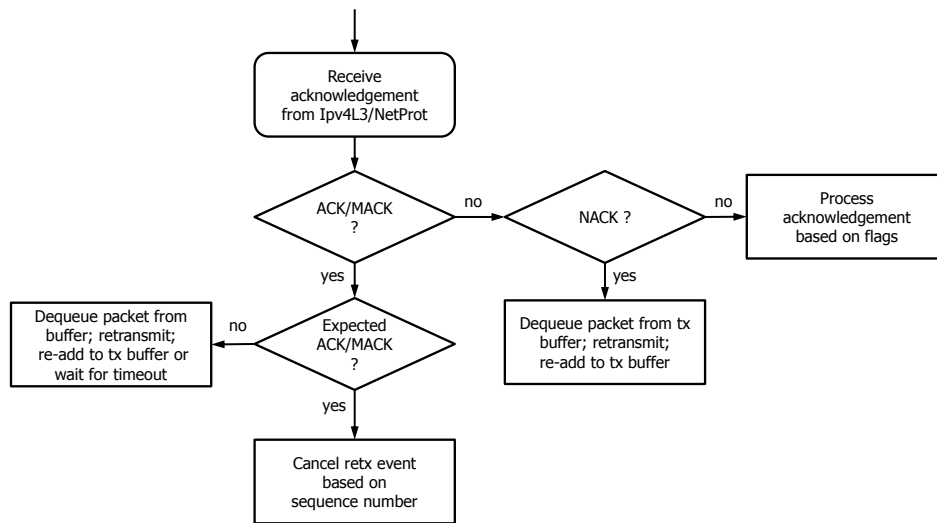 Receive
acknowledgement
from Ipv4L3/NetProt
ACK/MACK
?
no
NACK ?
no
Process
acknowledgement
based on flags
yes
yes
Dequeue packet from
buffer; retransmit;
re-add to tx buffer or
wait for timeout
no
Expected
ACK/MACK
?
Dequeue packet from tx
buffer; retransmit;
re-add to tx buffer
yes
Cancel retx event
based on
sequence number